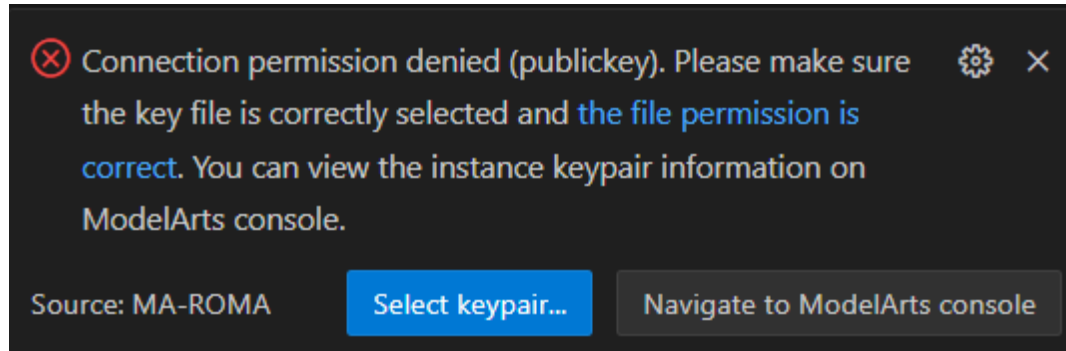 Connection permission denied (publickey). Please make sure
the key file is correctly selected and the file permission is
correct. You can view the instance keypair information on
ModelArts console.
Source: MA-ROMA
Select keypair...
Navigate to ModelArts console